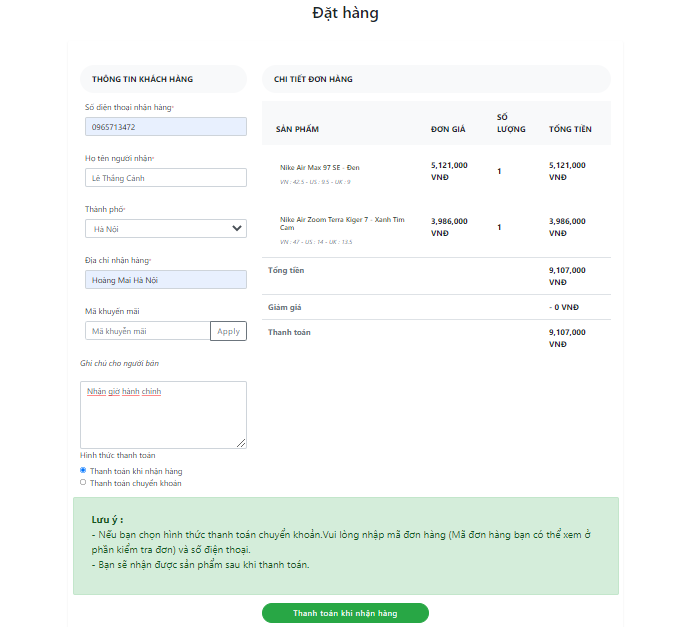 Đặt hàng
THÔNG TIN KHÁCH HÀNG
Số điện thoại nhận hàng*
0965713472
Họ tên người nhận*
Lê Thắng Cảnh
Thành phố*
Hà Nội
Địa chỉ nhận hàng*
Hoàng Mai Hà Nội
Mã khuyến mãi
Mã khuyến mãi
Apply
Ghi chú cho người bán
Nhận giờ hành chính
Hình thức thanh toán
Thanh toán khi nhận hàng
Thanh toán chuyển khoản
CHI TIẾT ĐƠN HÀNG
SẢN PHẨM ĐƠN GIÁ SỐ LƯỢNG TỔNG TIỀN
Nike Air Max 97 SE - Đen
VN : 42.5 - US : 9.5 - UK : 9
5,121,000 VNĐ
1
5,121,000 VNĐ
Nike Air Zoom Terra Kiger 7 - Xanh Tím
Cam
VN : 47 - US : 14 - UK : 13.5
3,986,000 VNĐ
1
3,986,000 VNĐ
Tổng tiền 9,107,000 VNĐ
Giảm giá - 0 VNĐ
Thanh toán 9,107,000 VNĐ
Lưu ý :
- Nếu bạn chọn hình thức thanh toán chuyển khoản.Vui lòng nhập mã đơn hàng (Mã đơn hàng bạn có thể xem ở
phần kiểm tra đơn) và số điện thoại.
- Bạn sẽ nhận được sản phẩm sau khi thanh toán.
Thanh toán khi nhận hàng